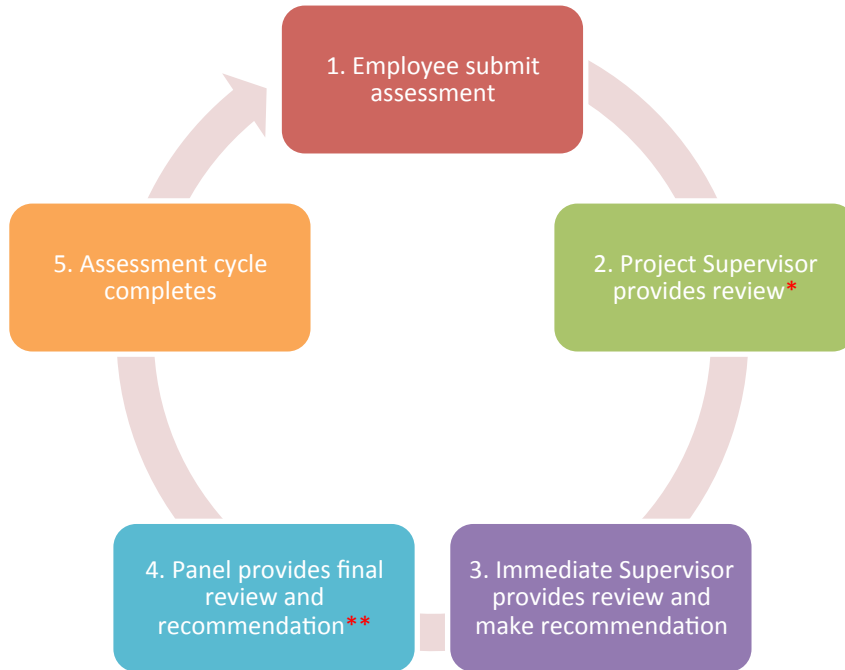 1. Employee submit
assessment
2. Project Supervisor
provides review*
3. Immediate Supervisor
provides review and
make recommendation
4. Panel provides final
review and
recommendation**
5. Assessment cycle
completes